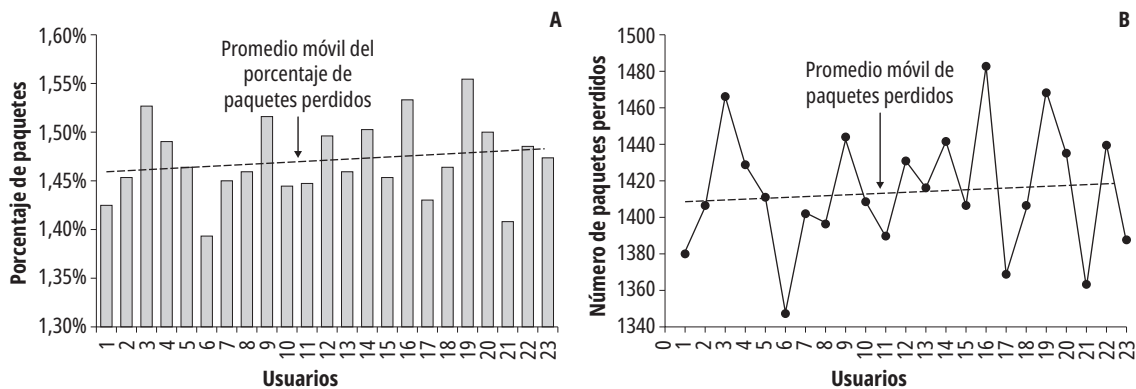 A
1,60%
1,55%
1,50%
1,45%
1,40%
1,35%
1,30%
Porcentaje de paquetes
Promedio móvil del
porcentaje de
paquetes perdidos
1 2 3 4 5 6 7 8 9 10 11 12 13 14 15 16 17 18 19 20 21 22 23
Usuarios
B
1500
1480
1460
1440
1420
1400
1380
1360
1340
Número de paquetes perdidos
Promedio móvil de
paquetes perdidos
0 1 2 3 4 5 6 7 8 9 10 11 12 13 14 15 16 17 18 19 20 21 22 23
Usuarios